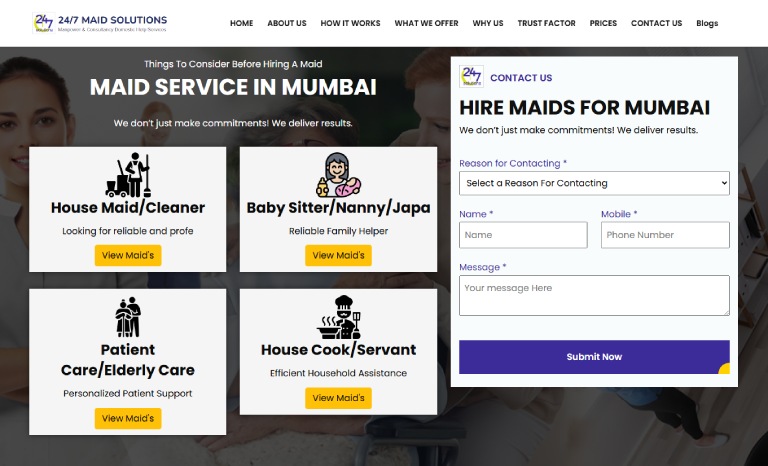 24/7 MAID SOLUTIONS
Manpower & Consultancy Domestic Help Services
HOME ABOUT US HOW IT WORKS WHAT WE OFFER WHY US TRUST FACTOR PRICES CONTACT US Blogs
Things To Consider Before Hiring A Maid
MAID SERVICE IN MUMBAI
We don't just make commitments! We deliver results.
House Maid/Cleaner
Looking for reliable and profe
View Maid's
Baby Sitter/Nanny/Japa
Reliable Family Helper
View Maid's
Patient
Care/Elderly Care
Personalized Patient Support
View Maid's
House Cook/Servant
Efficient Household Assistance
View Maid's
24/7
CONTACT US
HIRE MAIDS FOR MUMBAI
We don't just make commitments! We deliver results.
Reason for Contacting *
Select a Reason For Contacting
Name * Mobile *
Name Phone Number
Message *
Your message Here
Submit Now